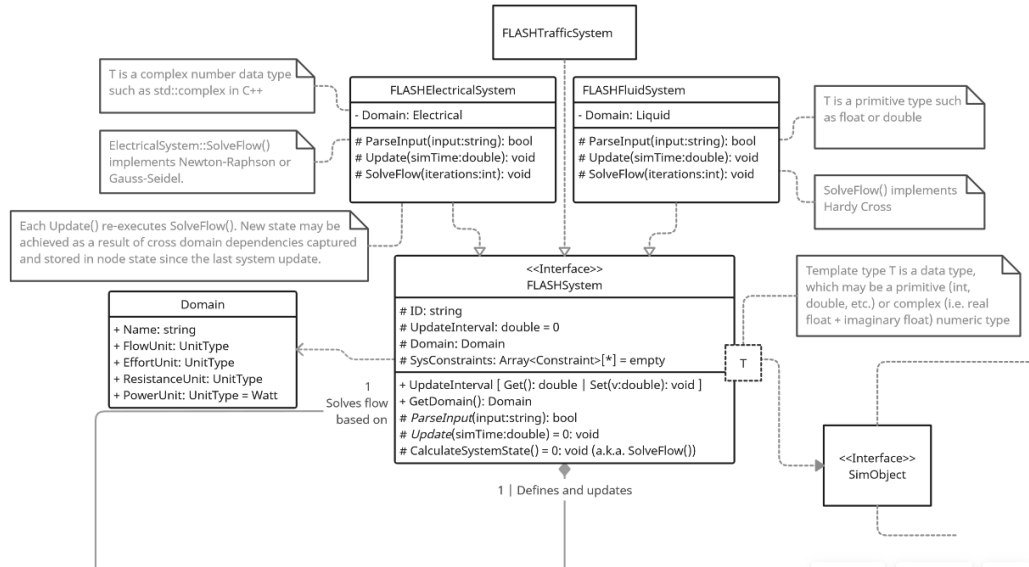 FLASHTrafficSystem
T is a complex number data type
such as std::complex in C++
FLASHElectricalSystem
- Domain: Electrical
# ParseInput(input:string): bool
# Update(simTime:double): void
# SolveFlow(iterations:int): void
FLASHFluidSystem
- Domain: Liquid
# ParseInput(input:string): bool
# Update(simTime:double): void
# SolveFlow(iterations:int): void
T is a primitive type such
as float or double
ElectricalSystem::SolveFlow()
implements Newton-Raphson or
Gauss-Seidel.
SolveFlow() implements
Hardy Cross
Each Update() re-executes SolveFlow(). New state may be
achieved as a result of cross domain dependencies captured
and stored in node state since the last system update.
<<Interface>>
FLASHSystem
# ID: string
# UpdateInterval: double = 0
# Domain: Domain
# SysConstraints: Array<Constraint>[*] = empty
+ UpdateInterval [ Get(): double | Set(v:double): void ]
+ GetDomain(): Domain
# ParseInput(input:string): bool
# Update(simTime:double) = 0: void
# CalculateSystemState() = 0: void (a.k.a. SolveFlow())
Template type T is a data type,
which may be a primitive (int,
double, etc.) or complex (i.e. real
float + imaginary float) numeric type
Domain
+ Name: string
+ FlowUnit: UnitType
+ EffortUnit: UnitType
+ ResistanceUnit: UnitType
+ PowerUnit: UnitType = Watt
T
1
Solves flow
based on
<<Interface>>
SimObject
1 | Defines and updates